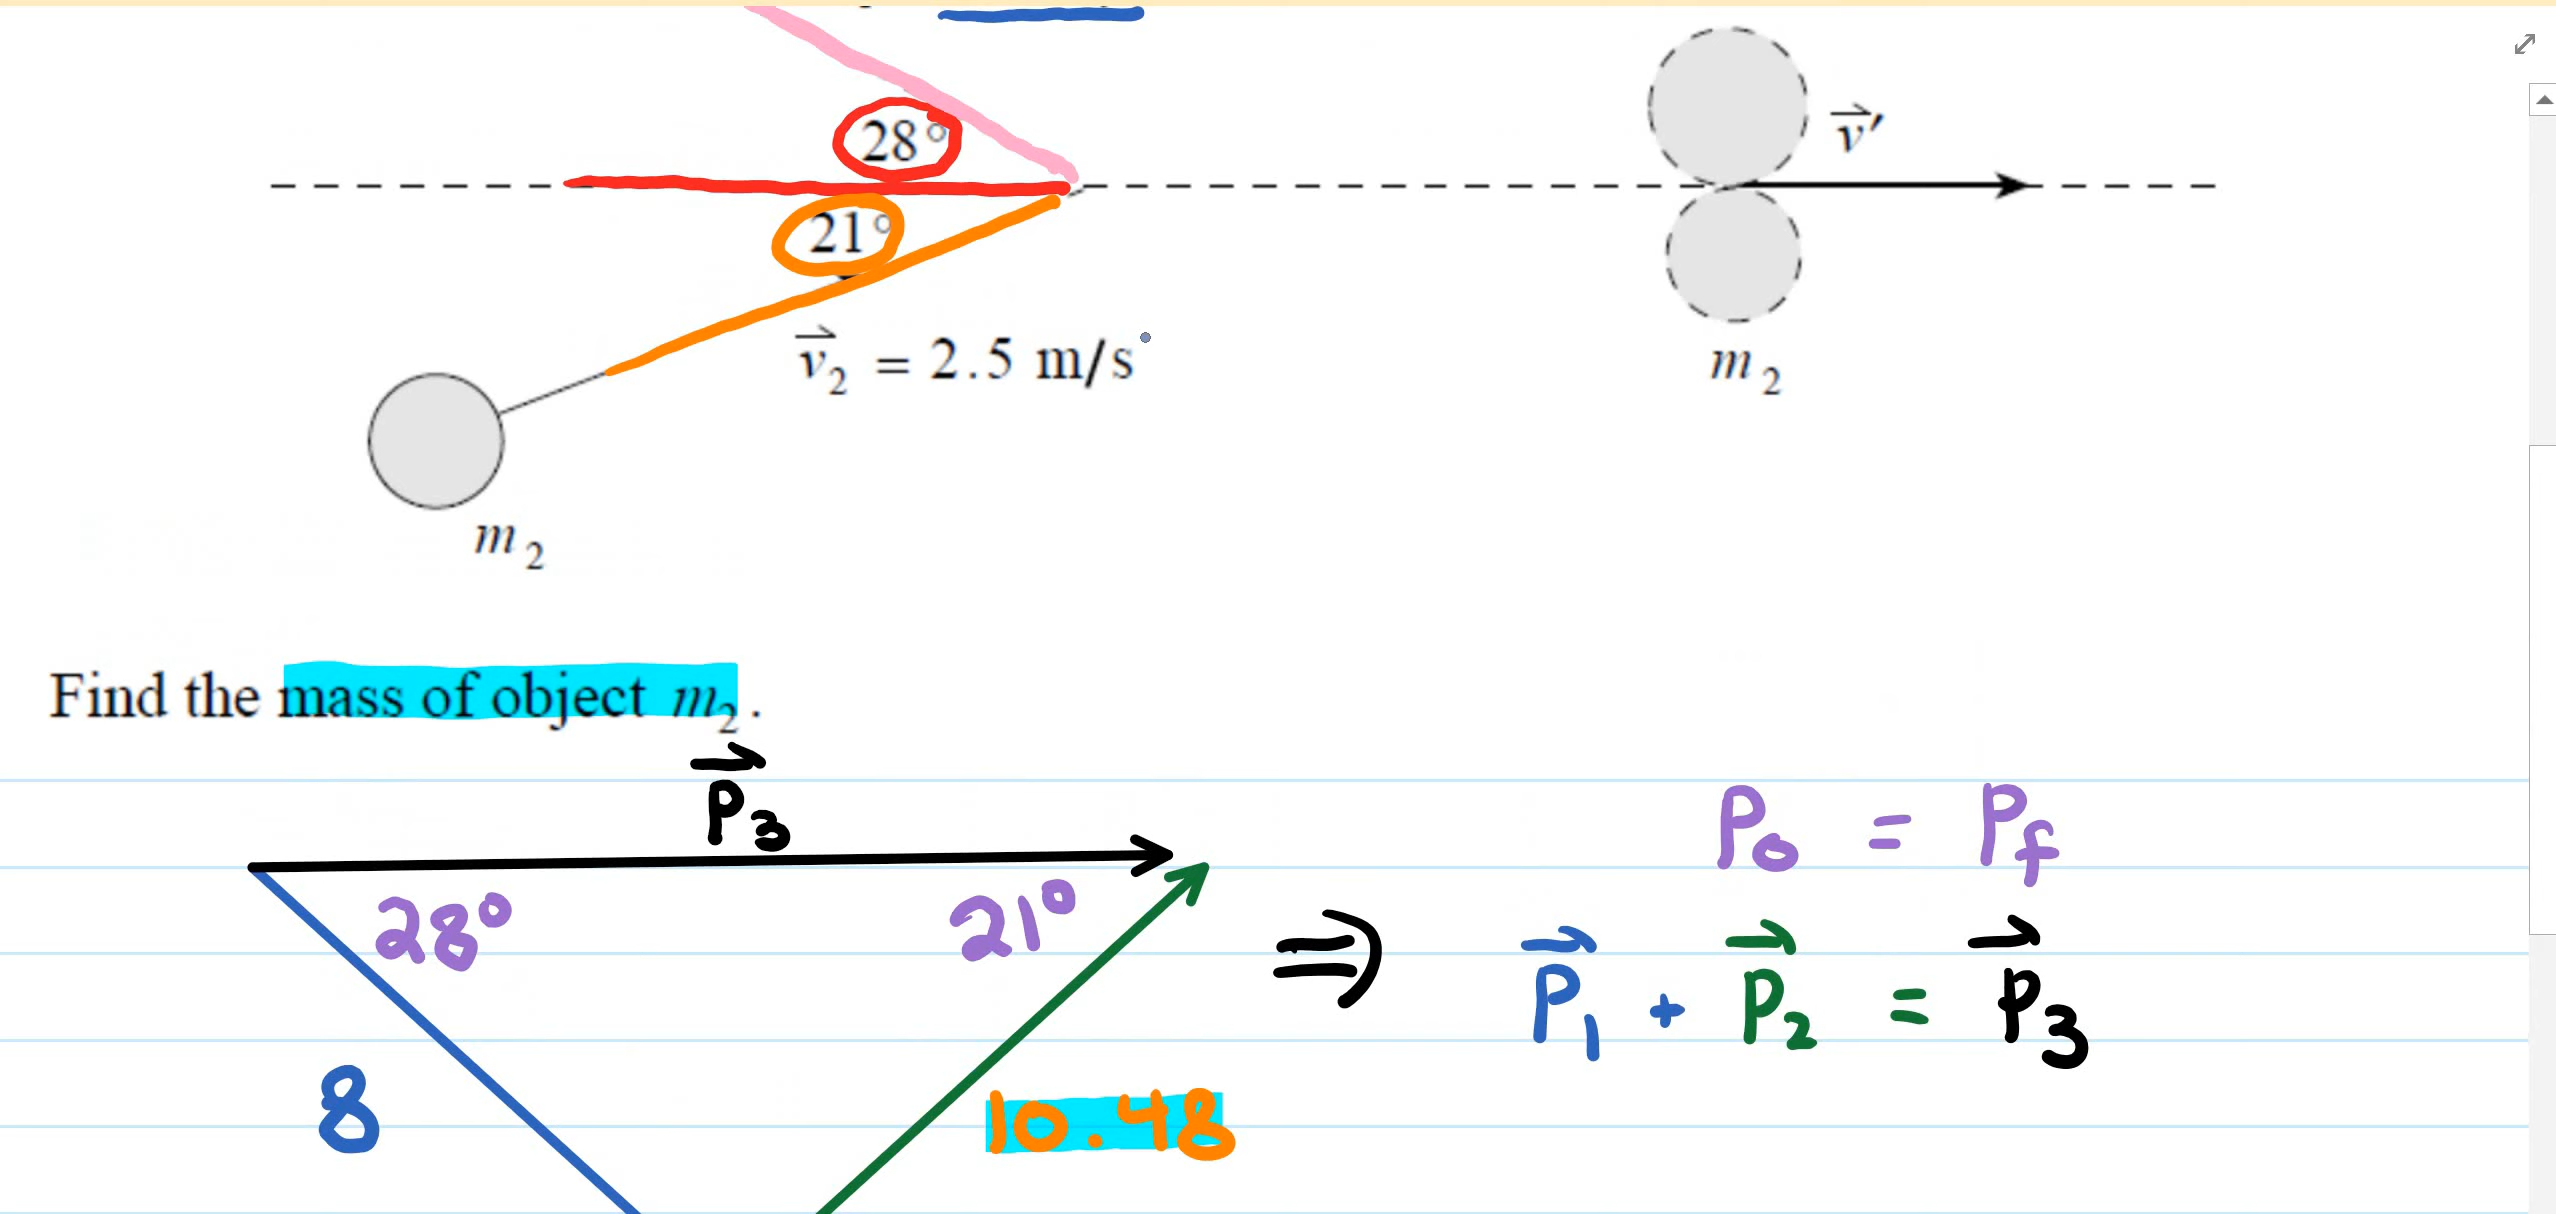 28°
v⃗′
21°
v⃗₂ = 2.5 m/s
m₂
m₂
Find the mass of object m₂.
p⃗₃
P₀ = P_f
28°
21°
⇒ P⃗₁ + P⃗₂ = P⃗₃
8
10.48